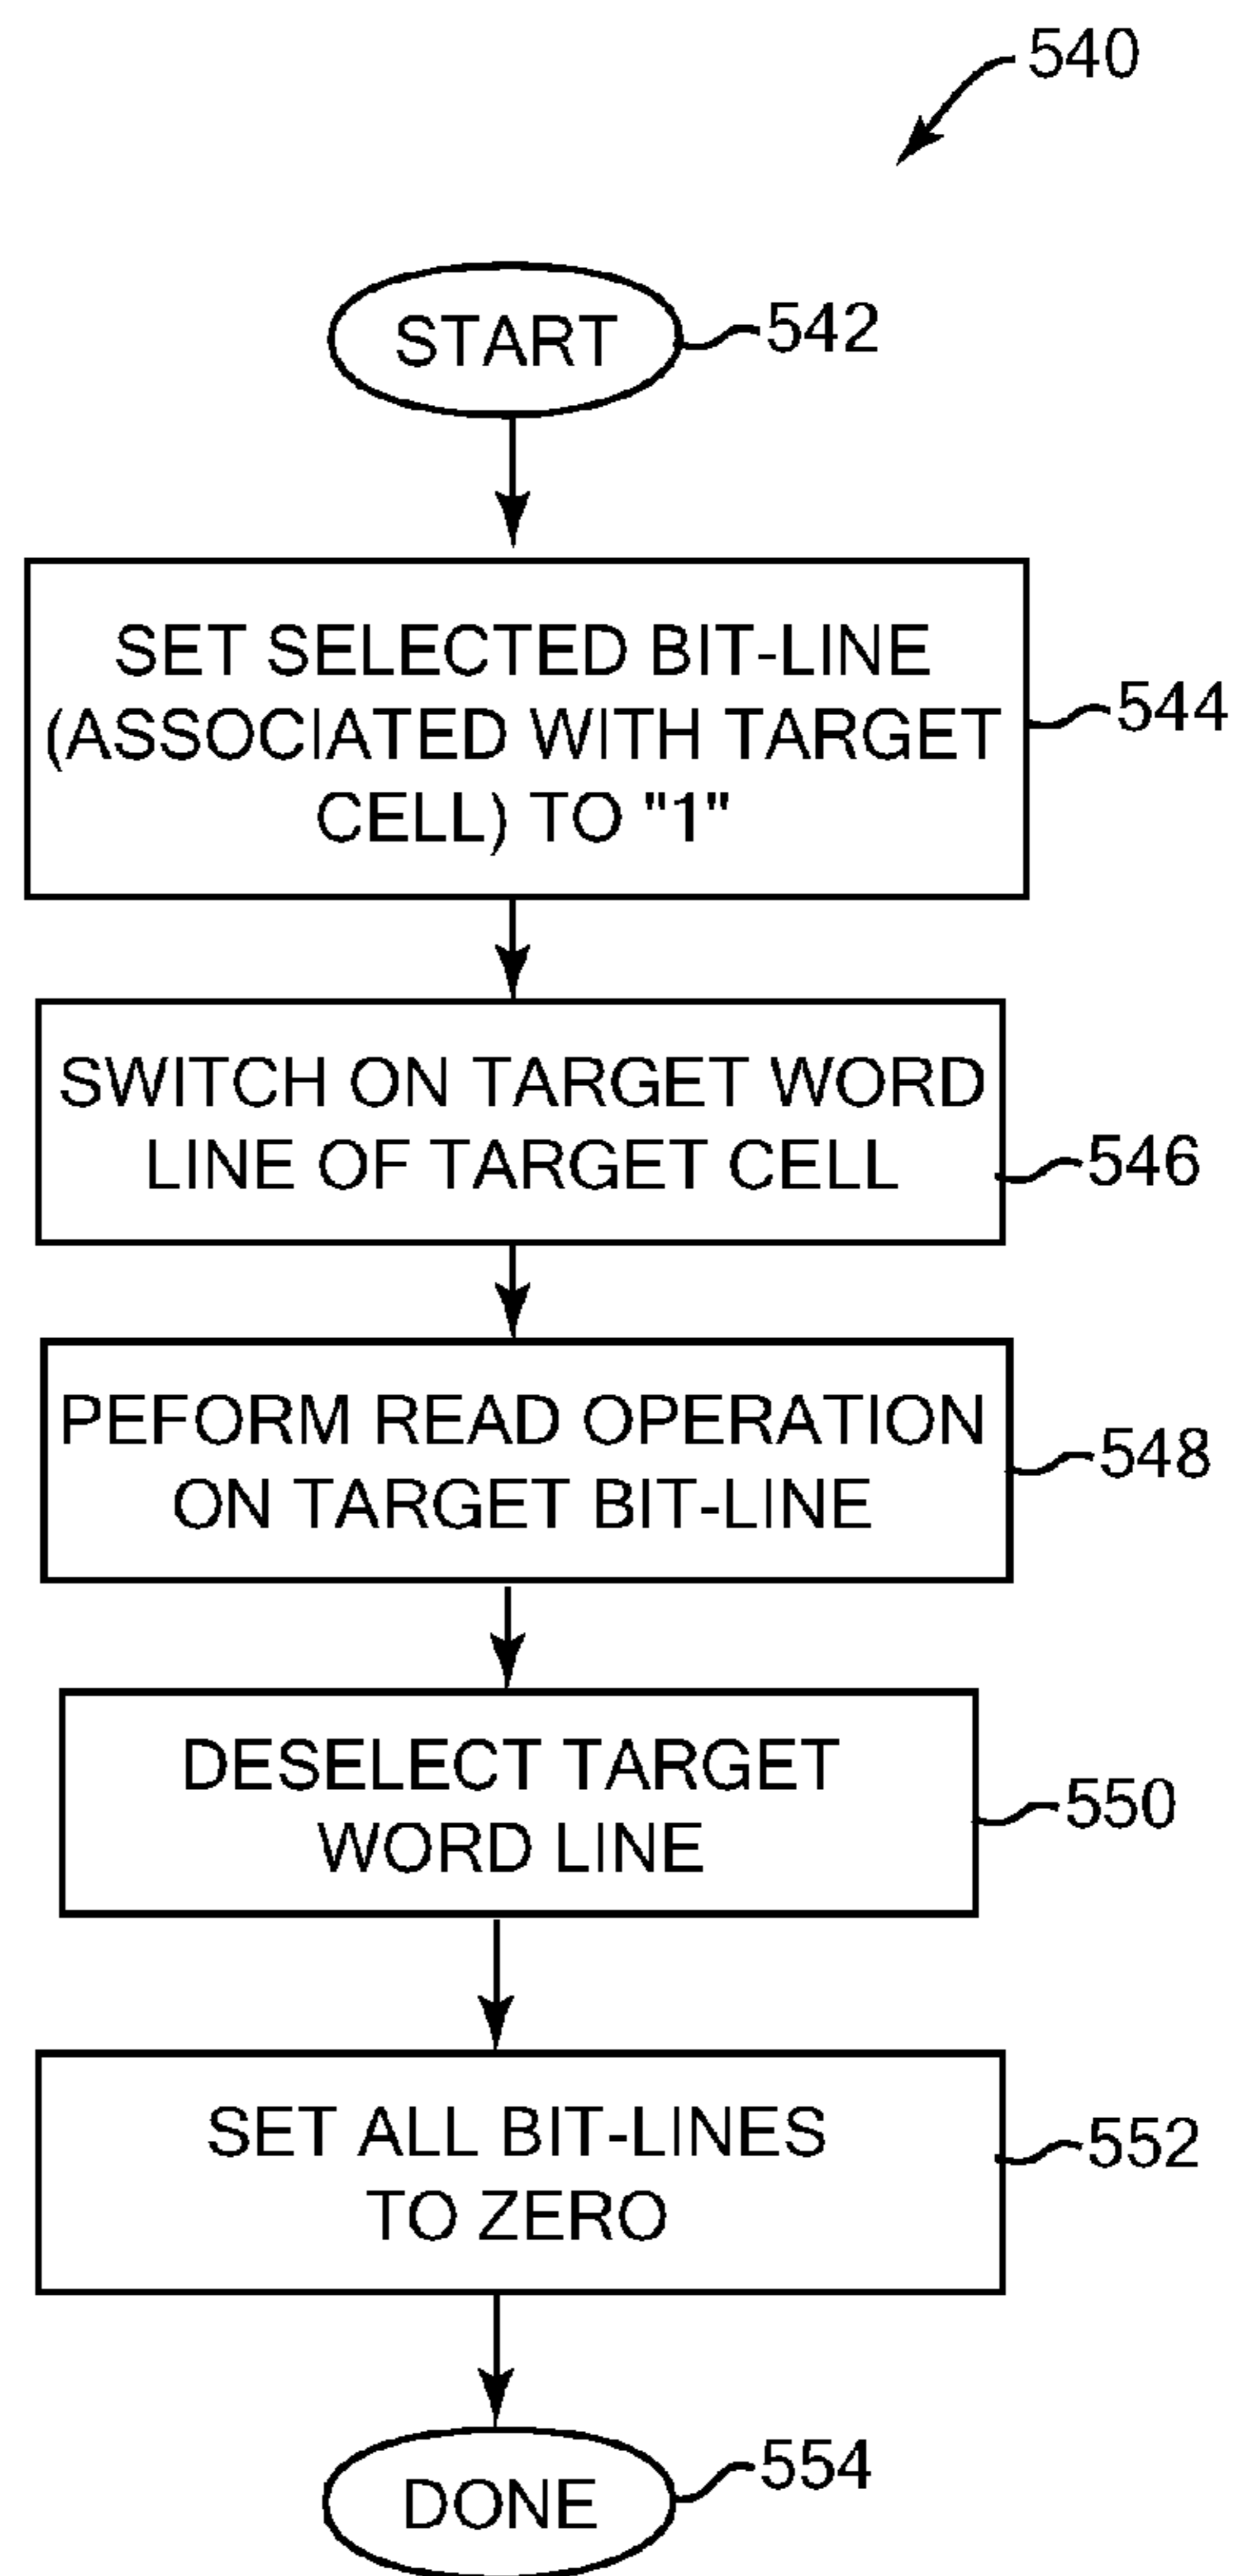 540
START
542
SET SELECTED BIT-LINE
(ASSOCIATED WITH TARGET
CELL) TO "1"
544
SWITCH ON TARGET WORD
LINE OF TARGET CELL
546
PEFORM READ OPERATION
ON TARGET BIT-LINE
548
DESELECT TARGET
WORD LINE
550
SET ALL BIT-LINES
TO ZERO
552
DONE
554